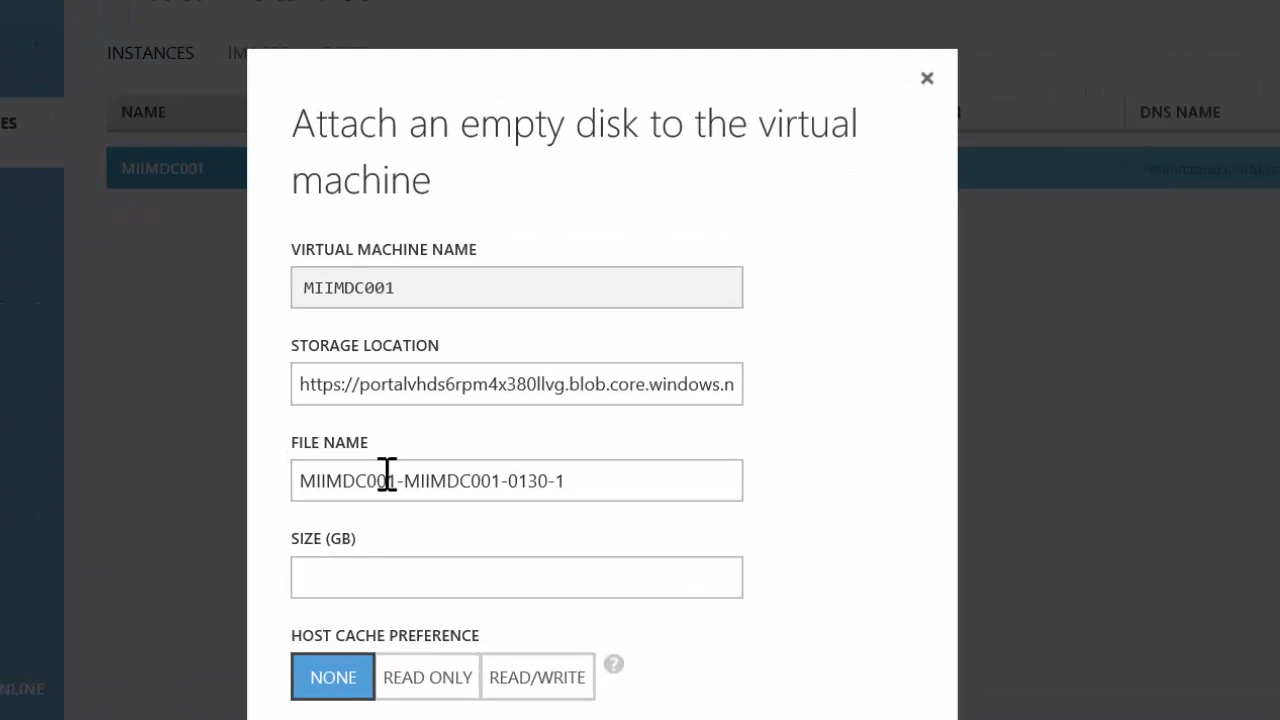 INSTANCES
ES
NAME
DNS NAME
MIIMDC001
NLINE
Attach an empty disk to the virtual
machine
VIRTUAL MACHINE NAME
MIIMDC001
STORAGE LOCATION
https://portalvhds6rpm4x380llvg.blob.core.windows.n
FILE NAME
MIIMDC001-MIIMDC001-0130-1
SIZE (GB)
HOST CACHE PREFERENCE
NONE READ ONLY READ/WRITE ?